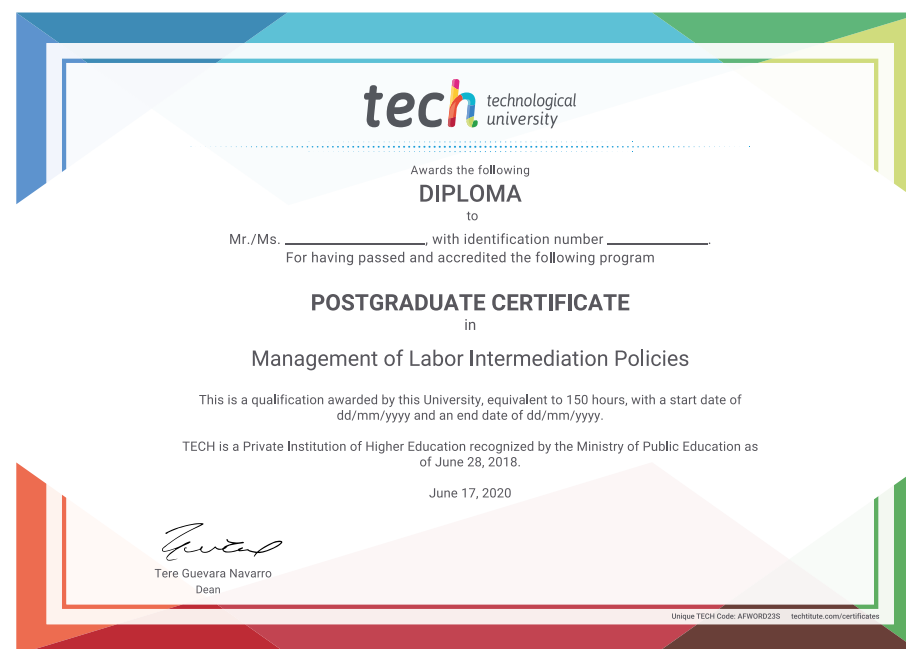 tech technological
university
Awards the following
DIPLOMA
to
Mr./Ms. ____________________, with identification number ______________.
For having passed and accredited the following program
POSTGRADUATE CERTIFICATE
in
Management of Labor Intermediation Policies
This is a qualification awarded by this University, equivalent to 150 hours, with a start date of
dd/mm/yyyy and an end date of dd/mm/yyyy.
TECH is a Private Institution of Higher Education recognized by the Ministry of Public Education as
of June 28, 2018.
June 17, 2020
Tere Guevara Navarro
Dean
Unique TECH Code: AFWORD23S techtitute.com/certificates